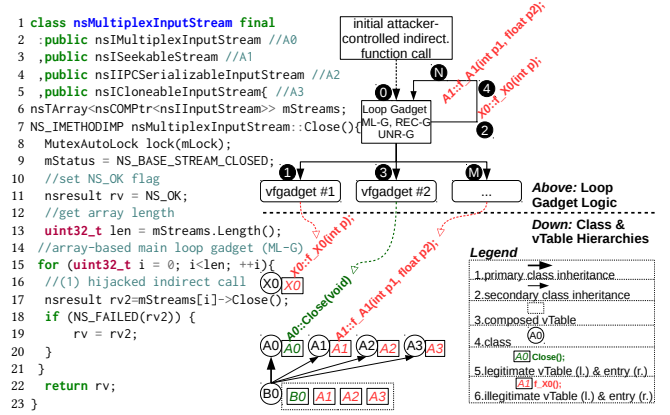 1 class nsMultiplexInputStream final
2 :public nsIMultiplexInputStream //A0
3 ,public nsISeekableStream //A1
4 ,public nsIIPCSerializableInputStream //A2
5 ,public nsICloneableInputStream{ //A3
6 nsTArray<nsCOMPtr<nsIInputStream>> mStreams;
7 NS_IMETHODIMP nsMultiplexInputStream::Close(){
8 MutexAutoLock lock(mLock);
9 mStatus = NS_BASE_STREAM_CLOSED;
10 //set NS_OK flag
11 nsresult rv = NS_OK;
12 //get array length
13 uint32_t len = mStreams.Length();
14 //array-based main loop gadget (ML-G)
15 for (uint32_t i = 0; i<len; ++i){
16 //(1) hijacked indirect call
17 nsresult rv2=mStreams[i]->Close();
18 if (NS_FAILED(rv2)) {
19 rv = rv2;
20 }
21 }
22 return rv;
23 }
initial attacker-
controlled indirect.
function call
A1::f_A1(int p1, float p2);
X0::f_X0(int p);
N
0
4
2
Loop Gadget
ML-G, REC-G
UNR-G
1
3
M
vfgadget #1
vfgadget #2
...
Above: Loop
Gadget Logic
Down: Class &
vTable Hierarchies
X0::f_X0(int p);
A0::Close(void)
A1::f_A1(int p1, float p2);
X0 X0
A0 A0 A1 A1 A2 A2 A3 A3
B0 B0 A1 A2 A3
Legend
1.primary class inheritance
2.secondary class inheritance
3.composed vTable
A0
4.class
A0 Close();
5.legitimate vTable (l.) & entry (r.)
A1 f_X0();
6.illegitimate vTable (l.) & entry (r.)